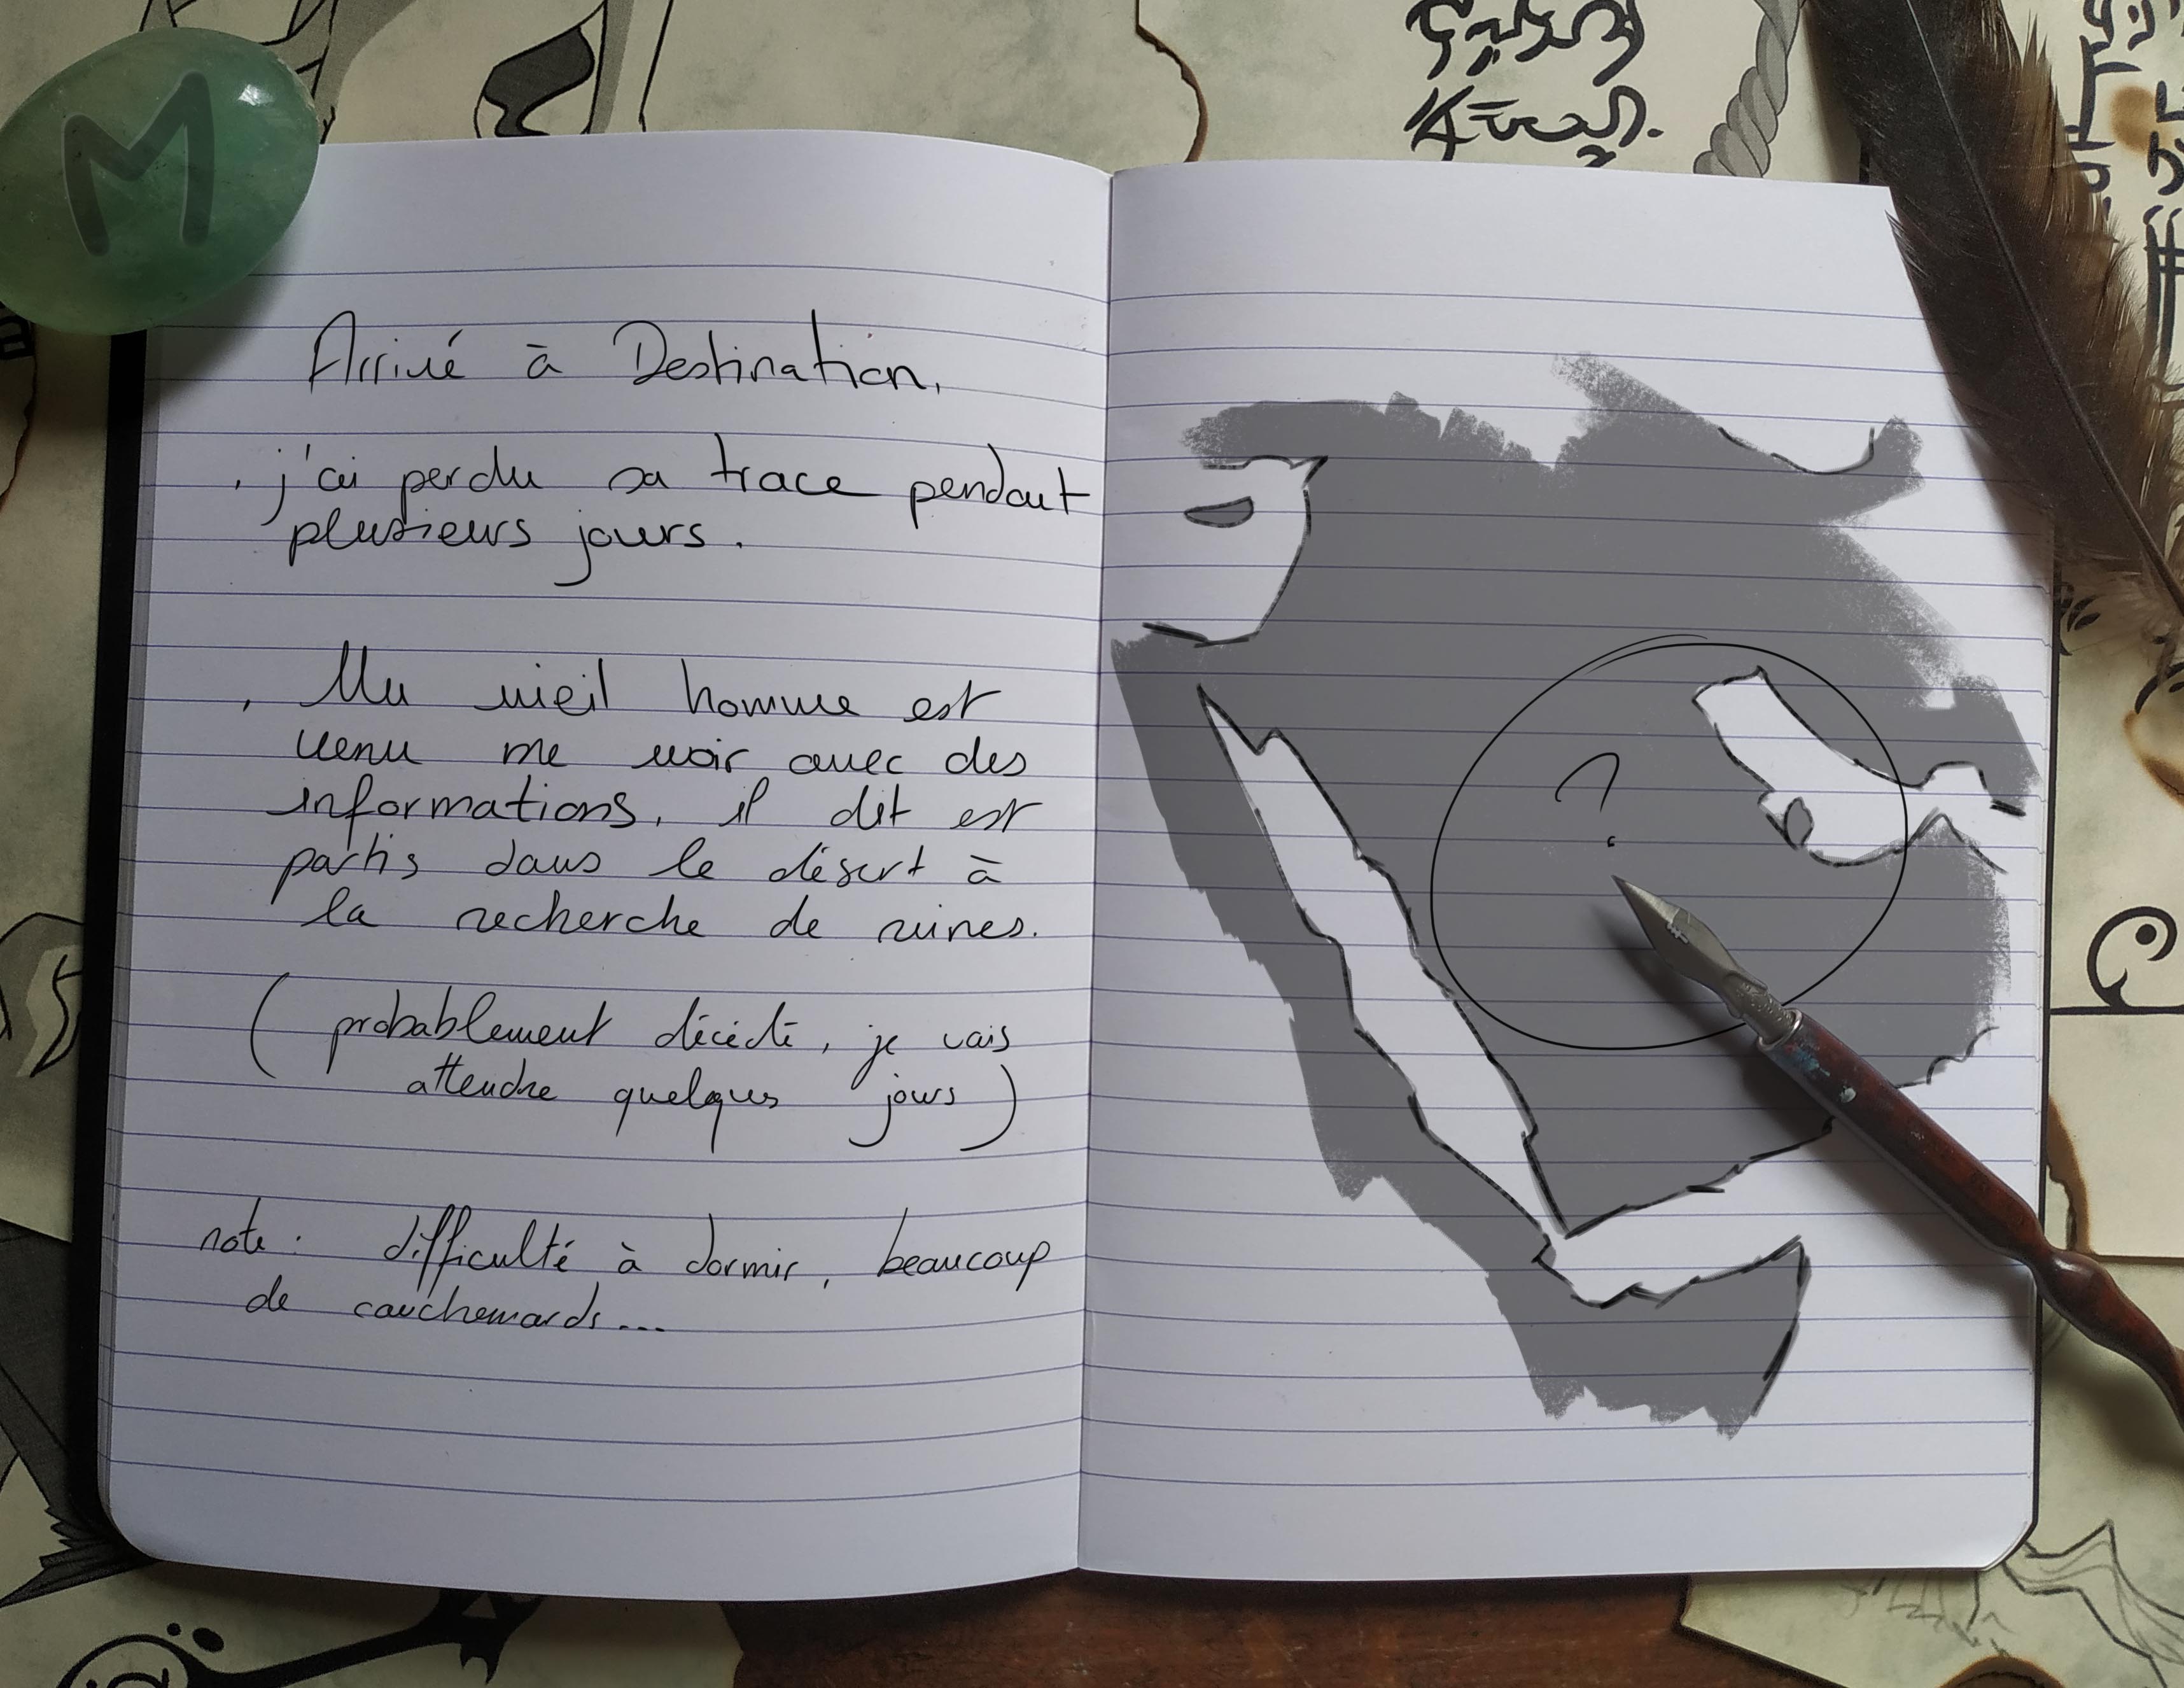 M
Arrivé à Destination,
. j'ai perdu sa trace pendant
plusieurs jours.
. Un vieil homme est
venu me voir avec des
informations, il dit est
partis dans le désert à
la recherche de ruines.
( probablement décédé, je vais
attendre quelques jours )
note : difficulté à dormir, beaucoup
de cauchemards...
?